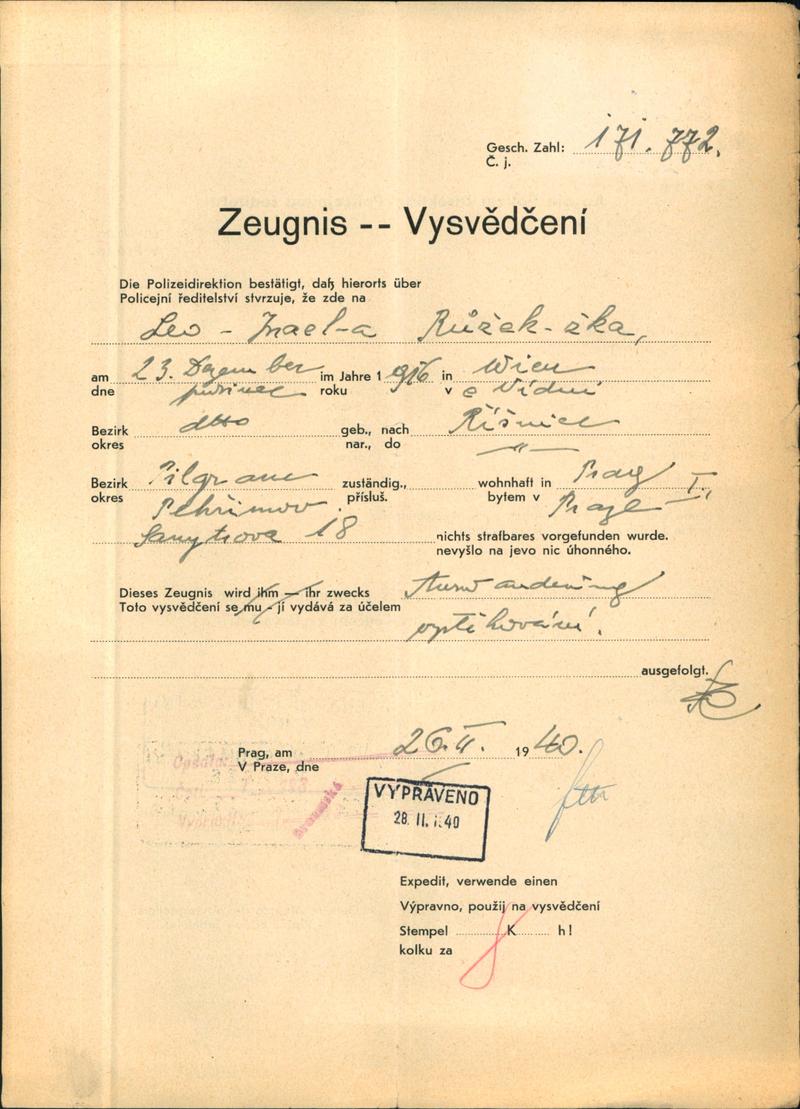 Gesch. Zahl: 171.772.
Č. j.
Zeugnis -- Vysvědčení
Die Polizeidirektion bestätigt, daß hierorts über
Policejní ředitelství stvrzuje, že zde na
Leo - Israel-a Růžek-žka,
am 23. Dezember im Jahre 1916 in Wien
dne prosince roku v e Vídni
Bezirk dtto geb., nach Říšnice
okres nar., do -"-
Bezirk Pilgram zuständig., wohnhaft in Prag I.,
okres Pelhřimov přísluš. bytem v Praze
Sanytrova 18 nichts strafbares vorgefunden wurde.
nevyšlo na jevo nic úhonného.
Dieses Zeugnis wird ihm — ihr zwecks Auswanderung
Toto vysvědčení se mu - jí vydává za účelem
vystěhování.
ausgefolgt.
Prag, am 26.II. 1940.
V Praze, dne
VYPRAVENO
28. II. 1940
Expedit, verwende einen
Výpravno, použij na vysvědčení
Stempel K h!
kolku za 8